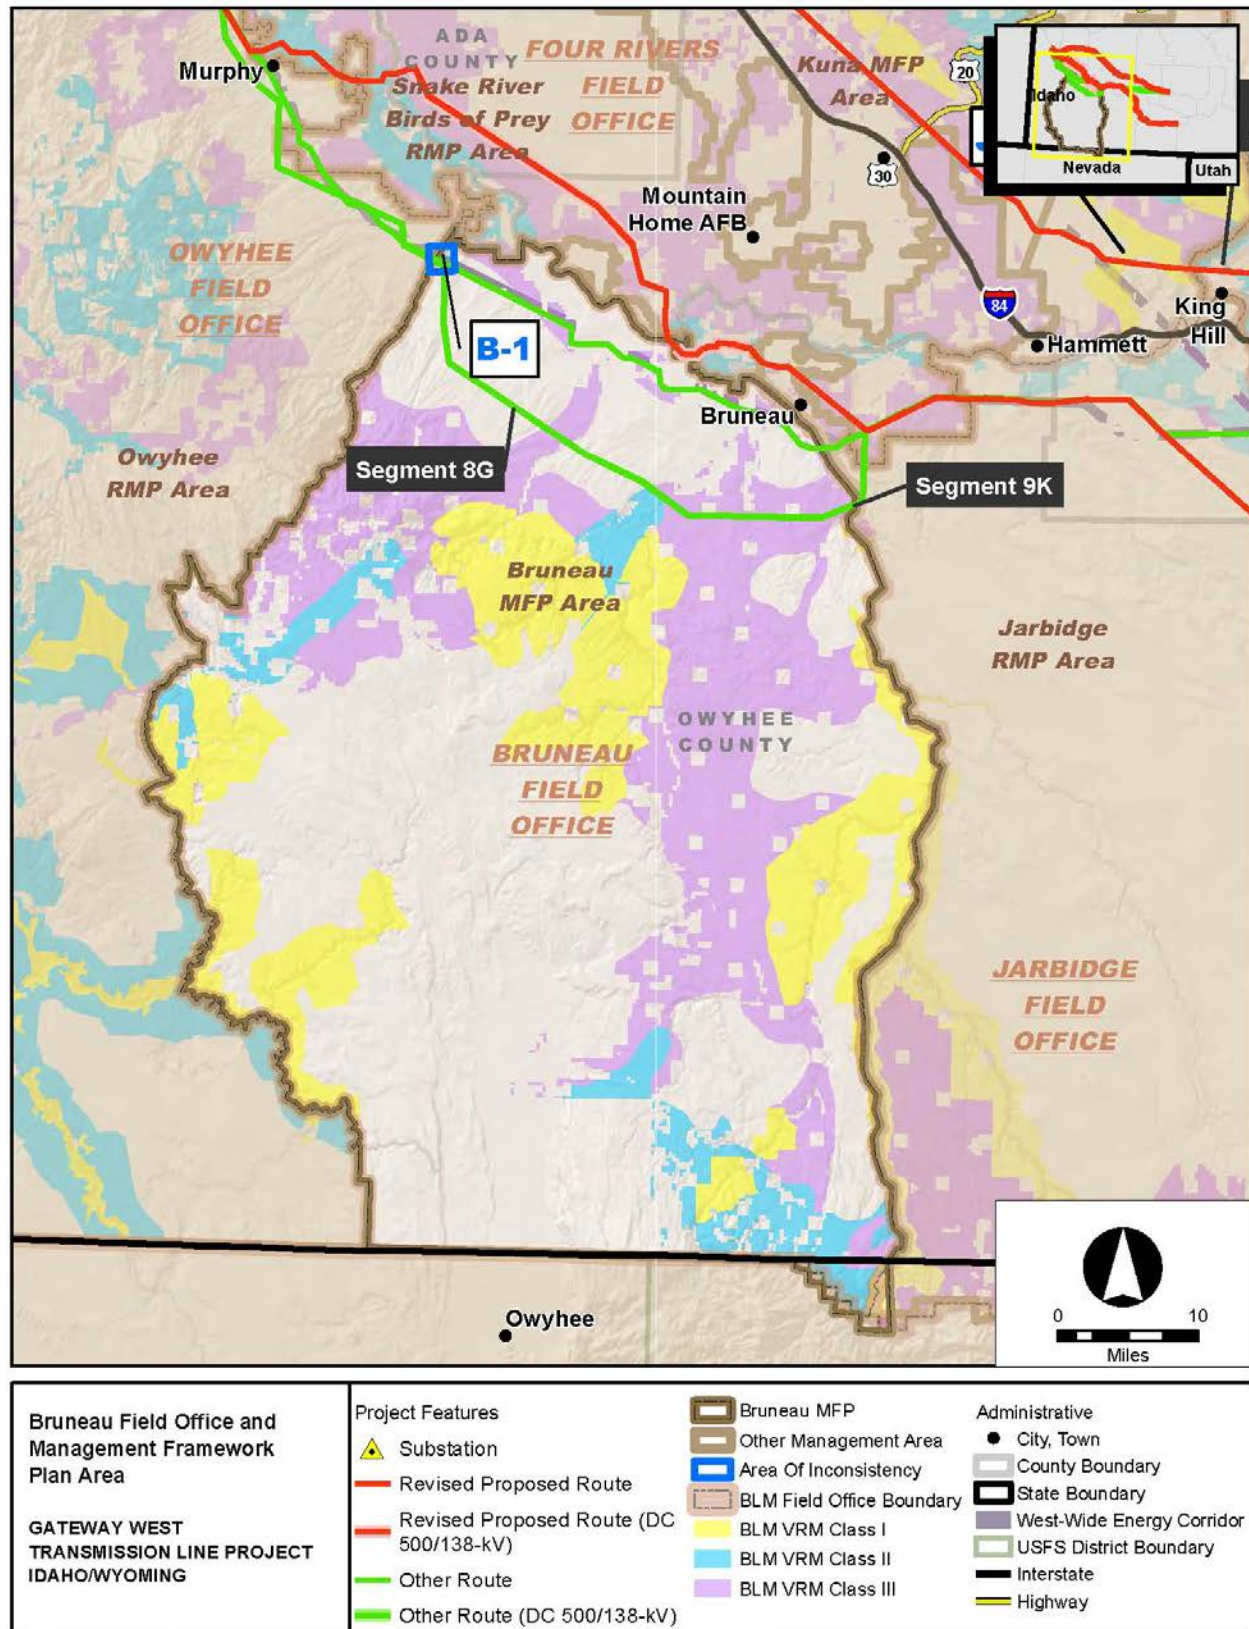 ADA
COUNTY
FOUR RIVERS
FIELD
OFFICE
Murphy
Snake River
Birds of Prey
RMP Area
Kuna MFP
Area
20
30
Idaho
Nevada
Utah
Mountain
Home AFB
OWYHEE
FIELD
OFFICE
84
King
Hill
Hammett
B-1
Bruneau
Owyhee
RMP Area
Segment 8G
Segment 9K
Bruneau
MFP Area
Jarbidge
RMP Area
OWYHEE
COUNTY
BRUNEAU
FIELD
OFFICE
JARBIDGE
FIELD
OFFICE
Owyhee
0 10
Miles
Bruneau Field Office and
Management Framework
Plan Area
GATEWAY WEST
TRANSMISSION LINE PROJECT
IDAHO/WYOMING
Project Features
Substation
Revised Proposed Route
Revised Proposed Route (DC
500/138-kV)
Other Route
Other Route (DC 500/138-kV)
Bruneau MFP
Other Management Area
Area Of Inconsistency
BLM Field Office Boundary
BLM VRM Class I
BLM VRM Class II
BLM VRM Class III
Administrative
City, Town
County Boundary
State Boundary
West-Wide Energy Corridor
USFS District Boundary
Interstate
Highway